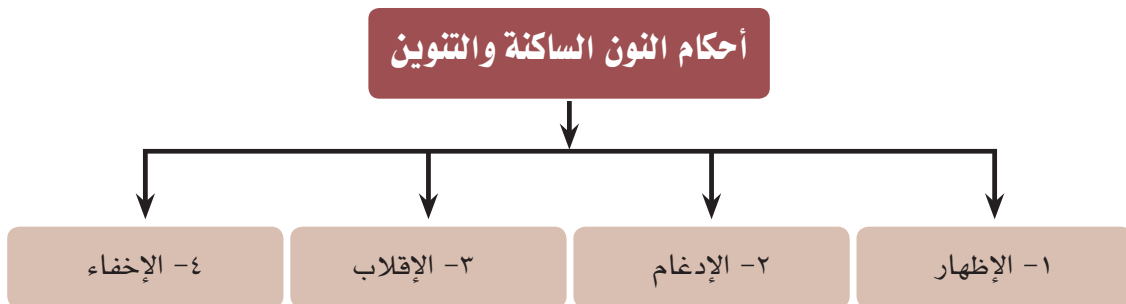 أحكام النون الساكنة والتنوين
١- الإظهار
٢- الإدغام
٣- الإقلاب
٤- الإخفاء